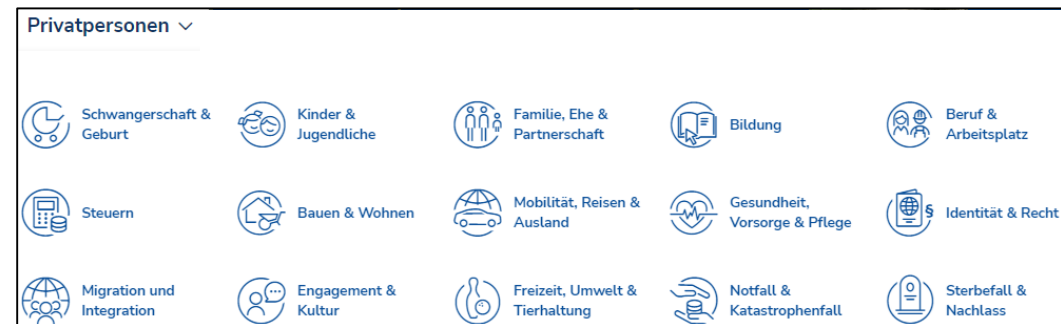 Privatpersonen
Schwangerschaft &
Geburt
Kinder &
Jugendliche
Familie, Ehe &
Partnerschaft
Bildung
Beruf &
Arbeitsplatz
Steuern
Bauen & Wohnen
Mobilität, Reisen &
Ausland
Gesundheit,
Vorsorge & Pflege
§
Identität & Recht
Migration und
Integration
Engagement &
Kultur
Freizeit, Umwelt &
Tierhaltung
Notfall &
Katastrophenfall
Sterbefall &
Nachlass